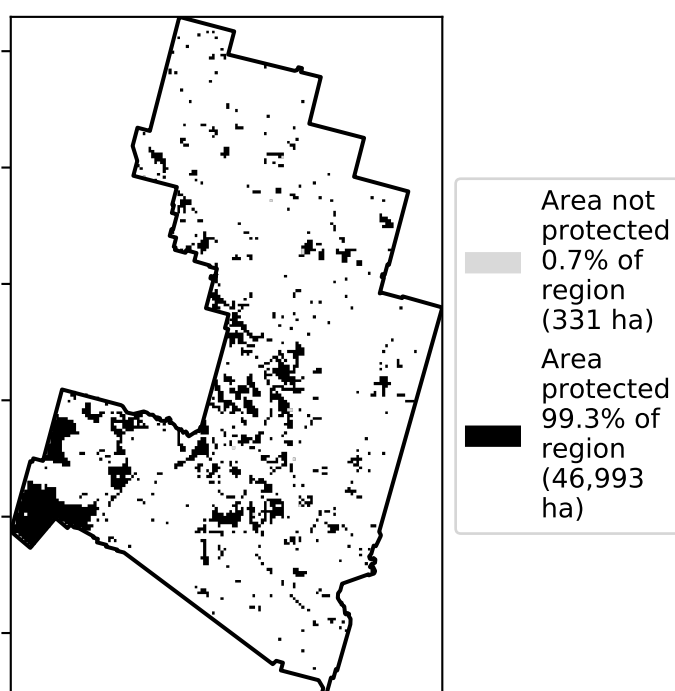 Area not
protected
0.7% of
region
(331 ha)
Area
protected
99.3% of
region
(46,993
ha)